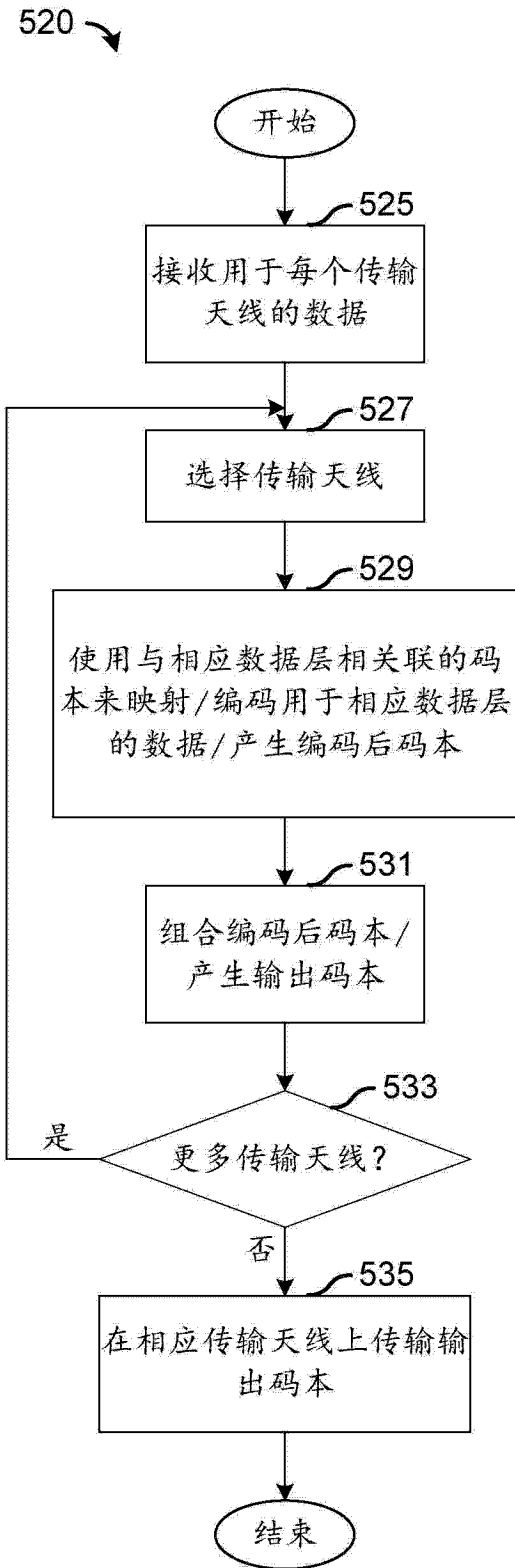 520
开始
525
接收用于每个传输
天线的数据
527
选择传输天线
529
使用与相应数据层相关联的码
本来映射/编码用于相应数据层
的数据/产生编码后码本
531
组合编码后码本/
产生输出码本
533
更多传输天线?
是
否
535
在相应传输天线上传输输
出码本
结束